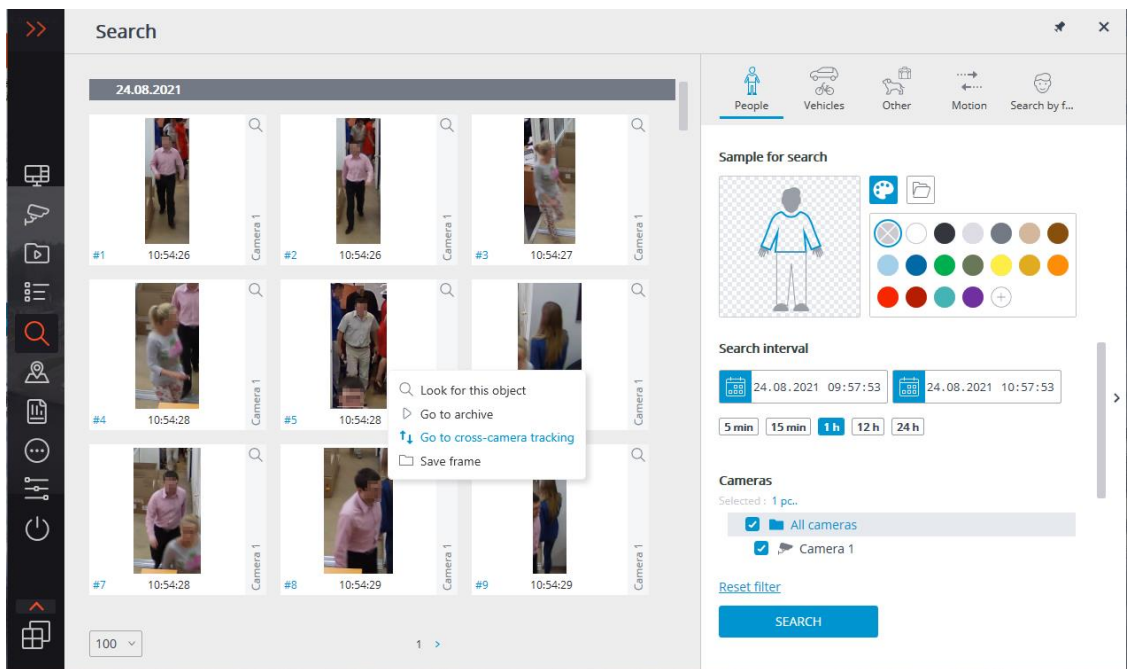 Search
24.08.2021
#1 10:54:26 Camera 1
#2 10:54:26 Camera 1
#3 10:54:27 Camera 1
#4 10:54:28 Camera 1
#5 10:54:28 Camera 1
Look for this object
Go to archive
Go to cross-camera tracking
Save frame
#7 10:54:28 Camera 1
#8 10:54:29 Camera 1
#9 10:54:29 Camera 1
100
1
People
Vehicles
Other
Motion
Search by f...
Sample for search
Search interval
24.08.2021 09:57:53
24.08.2021 10:57:53
5 min 15 min 1 h 12 h 24 h
Cameras
Selected : 1 pc..
All cameras
Camera 1
Reset filter
SEARCH